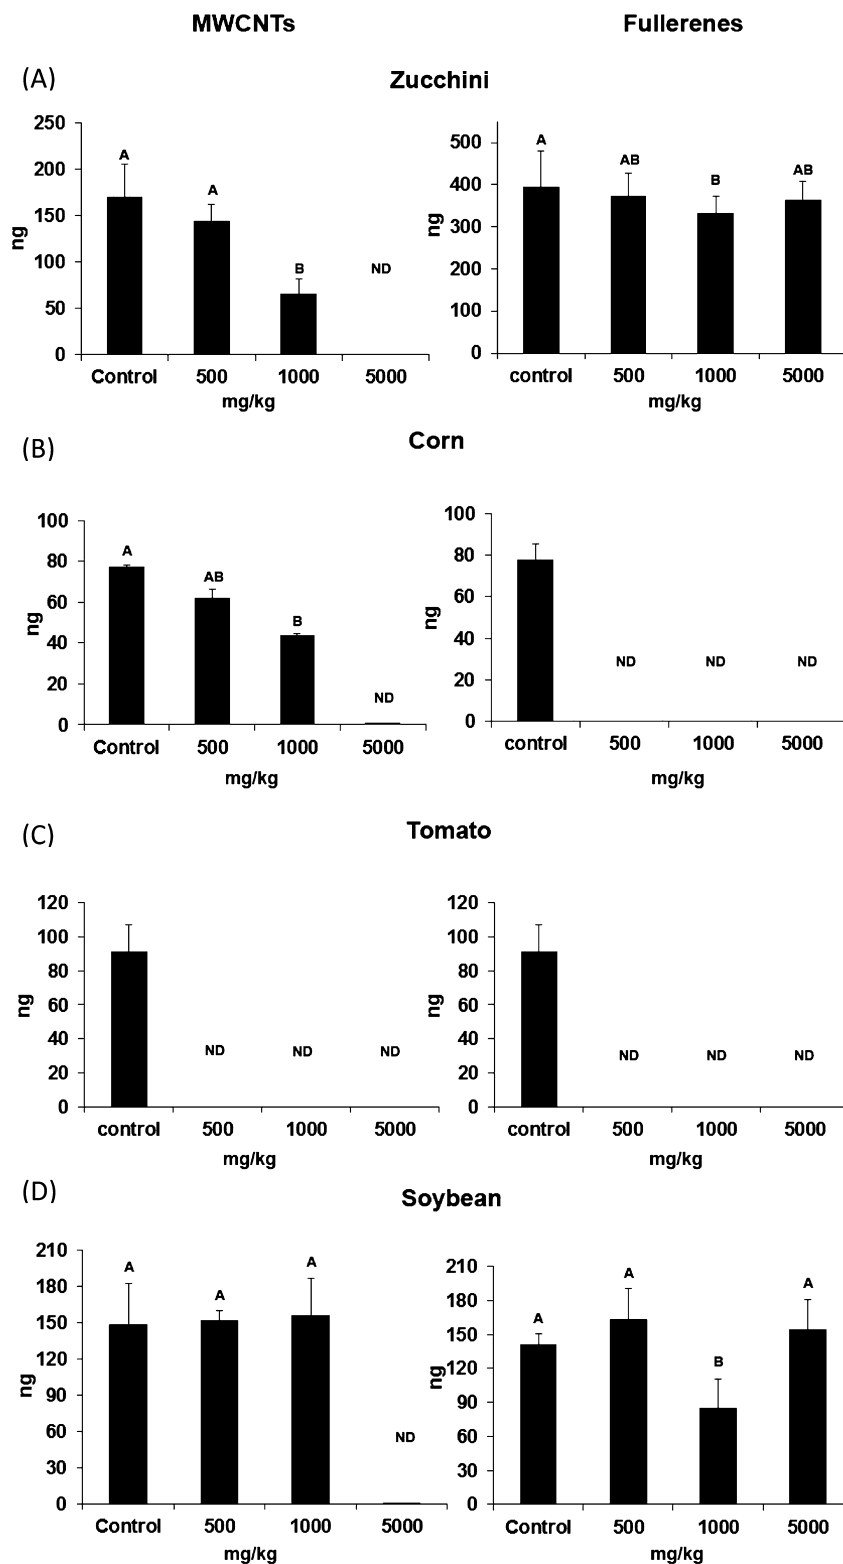 MWCNTs Fullerenes
(A) Zucchini
250
200
150
100
50
0
ng
A
A
B
ND
Control 500 1000 5000
mg/kg
500
400
300
200
100
0
ng
A
AB
B
AB
control 500 1000 5000
mg/kg
(B) Corn
100
80
60
40
20
0
ng
A
AB
B
ND
Control 500 1000 5000
mg/kg
100
80
60
40
20
0
ng
ND ND ND
control 500 1000 5000
mg/kg
(C) Tomato
120
100
80
60
40
20
0
ng
ND ND ND
control 500 1000 5000
mg/kg
120
100
80
60
40
20
0
ng
ND ND ND
control 500 1000 5000
mg/kg
(D) Soybean
210
180
150
120
90
60
30
0
ng
A
A
A
ND
Control 500 1000 5000
mg/kg
210
180
150
120
90
60
30
0
ng
A
A
B
A
Control 500 1000 5000
mg/kg